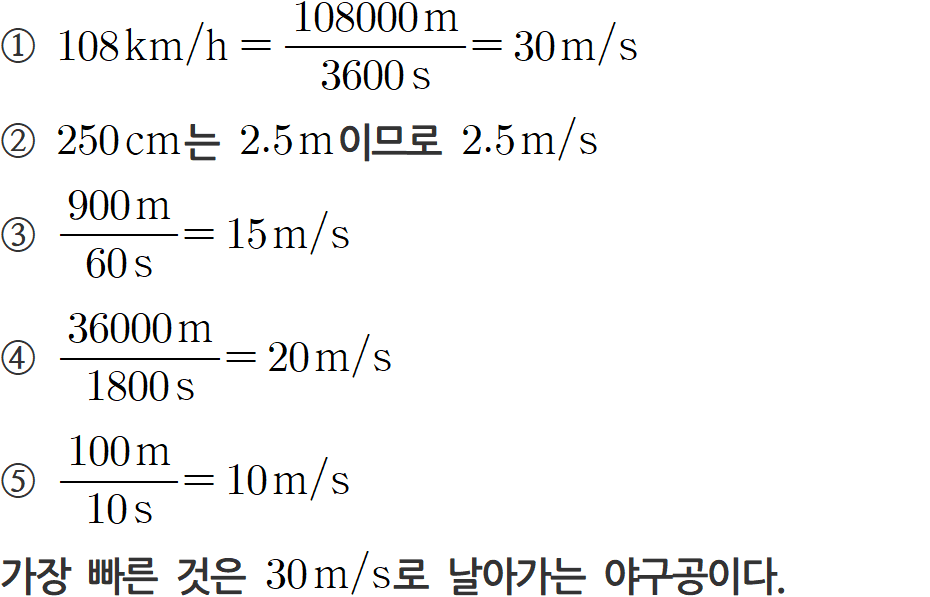 ① 108 km/h = 108000 m / 3600 s = 30 m/s
② 250 cm는 2.5 m이므로 2.5 m/s
③ 900 m / 60 s = 15 m/s
④ 36000 m / 1800 s = 20 m/s
⑤ 100 m / 10 s = 10 m/s
가장 빠른 것은 30 m/s로 날아가는 야구공이다.